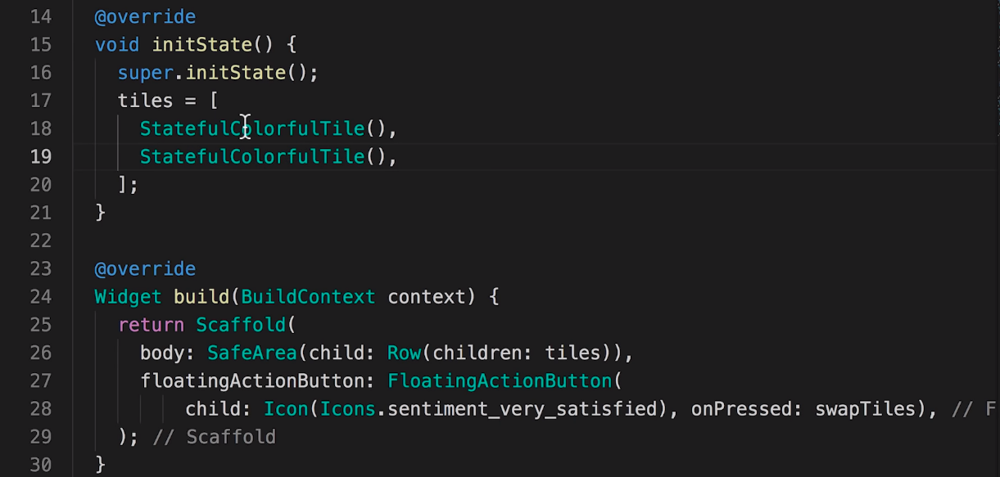 14 @override
15 void initState() {
16 super.initState();
17 tiles = [
18 StatefulColorfulTile(),
19 StatefulColorfulTile(),
20 ];
21 }
22
23 @override
24 Widget build(BuildContext context) {
25 return Scaffold(
26 body: SafeArea(child: Row(children: tiles)),
27 floatingActionButton: FloatingActionButton(
28 child: Icon(Icons.sentiment_very_satisfied), onPressed: swapTiles), // F
29 ); // Scaffold
30 }